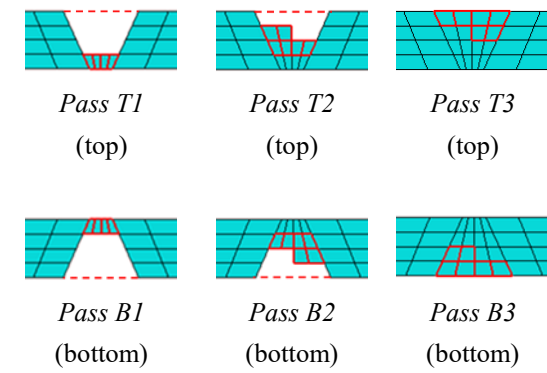 Pass T1
(top)
Pass T2
(top)
Pass T3
(top)
Pass B1
(bottom)
Pass B2
(bottom)
Pass B3
(bottom)